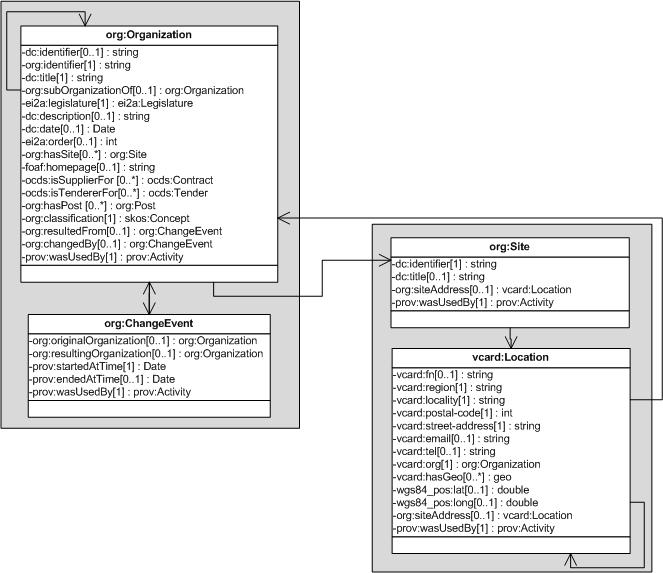 org:Organization
-dc:identifier[0..1] : string
-org:identifier[1] : string
-dc:title[1] : string
-org:subOrganizationOf[0..1] : org:Organization
-ei2a:legislature[1] : ei2a:Legislature
-dc:description[0..1] : string
-dc:date[0..1] : Date
-ei2a:order[0..1] : int
-org:hasSite[0..*] : org:Site
-foaf:homepage[0..1] : string
-ocds:isSupplierFor [0..*] : ocds:Contract
-ocds:isTendererFor[0..*] : ocds:Tender
-org:hasPost[0..*] : org:Post
-org:classification[1] : skos:Concept
-org:resultedFrom[0..1] : org:ChangeEvent
-org:changedBy[0..1] : org:ChangeEvent
-prov:wasUsedBy[1] : prov:Activity
org:ChangeEvent
-org:originalOrganization[0..1] : org:Organization
-org:resultingOrganization[0..1] : org:Organization
-prov:startedAtTime[1] : Date
-prov:endedAtTime[0..1] : Date
-prov:wasUsedBy[1] : prov:Activity
org:Site
-dc:identifier[1] : string
-dc:title[0..1] : string
-org:siteAddress[0..1] : vcard:Location
-prov:wasUsedBy[1] : prov:Activity
vcard:Location
-vcard:fn[0..1] : string
-vcard:region[1] : string
-vcard:locality[1] : string
-vcard:postal-code[1] : int
-vcard:street-address[1] : string
-vcard:email[0..1] : string
-vcard:tel[0..1] : string
-vcard:org[1] : org:Organization
-vcard:hasGeo[0..*] : geo
-wgs84_pos:lat[0..1] : double
-wgs84_pos:long[0..1] : double
-org:siteAddress[0..1] : vcard:Location
-prov:wasUsedBy[1] : prov:Activity